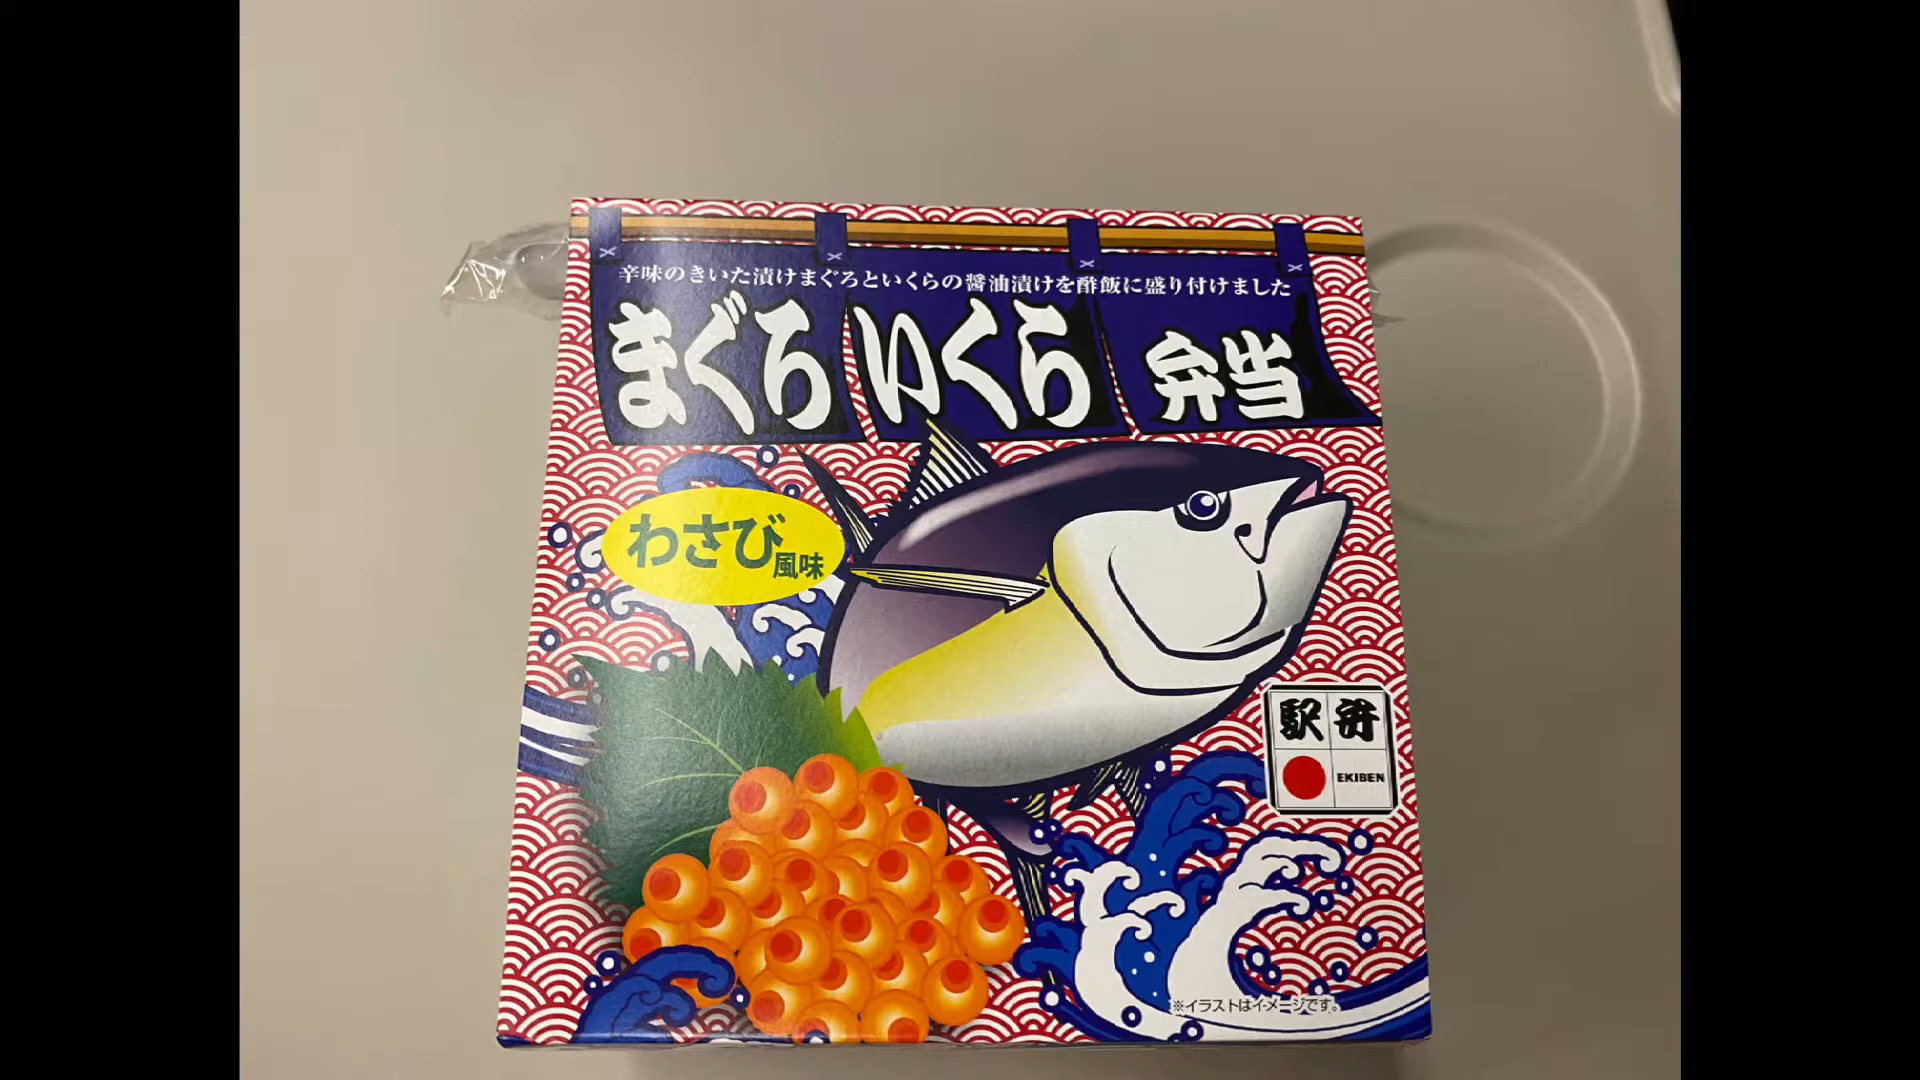 辛味のきいた漬けまぐろといくらの醤油漬けを酢飯に盛り付けました
まぐろいくら弁当
わさび風味
駅弁
EKIBEN
※イラストはイメージです。